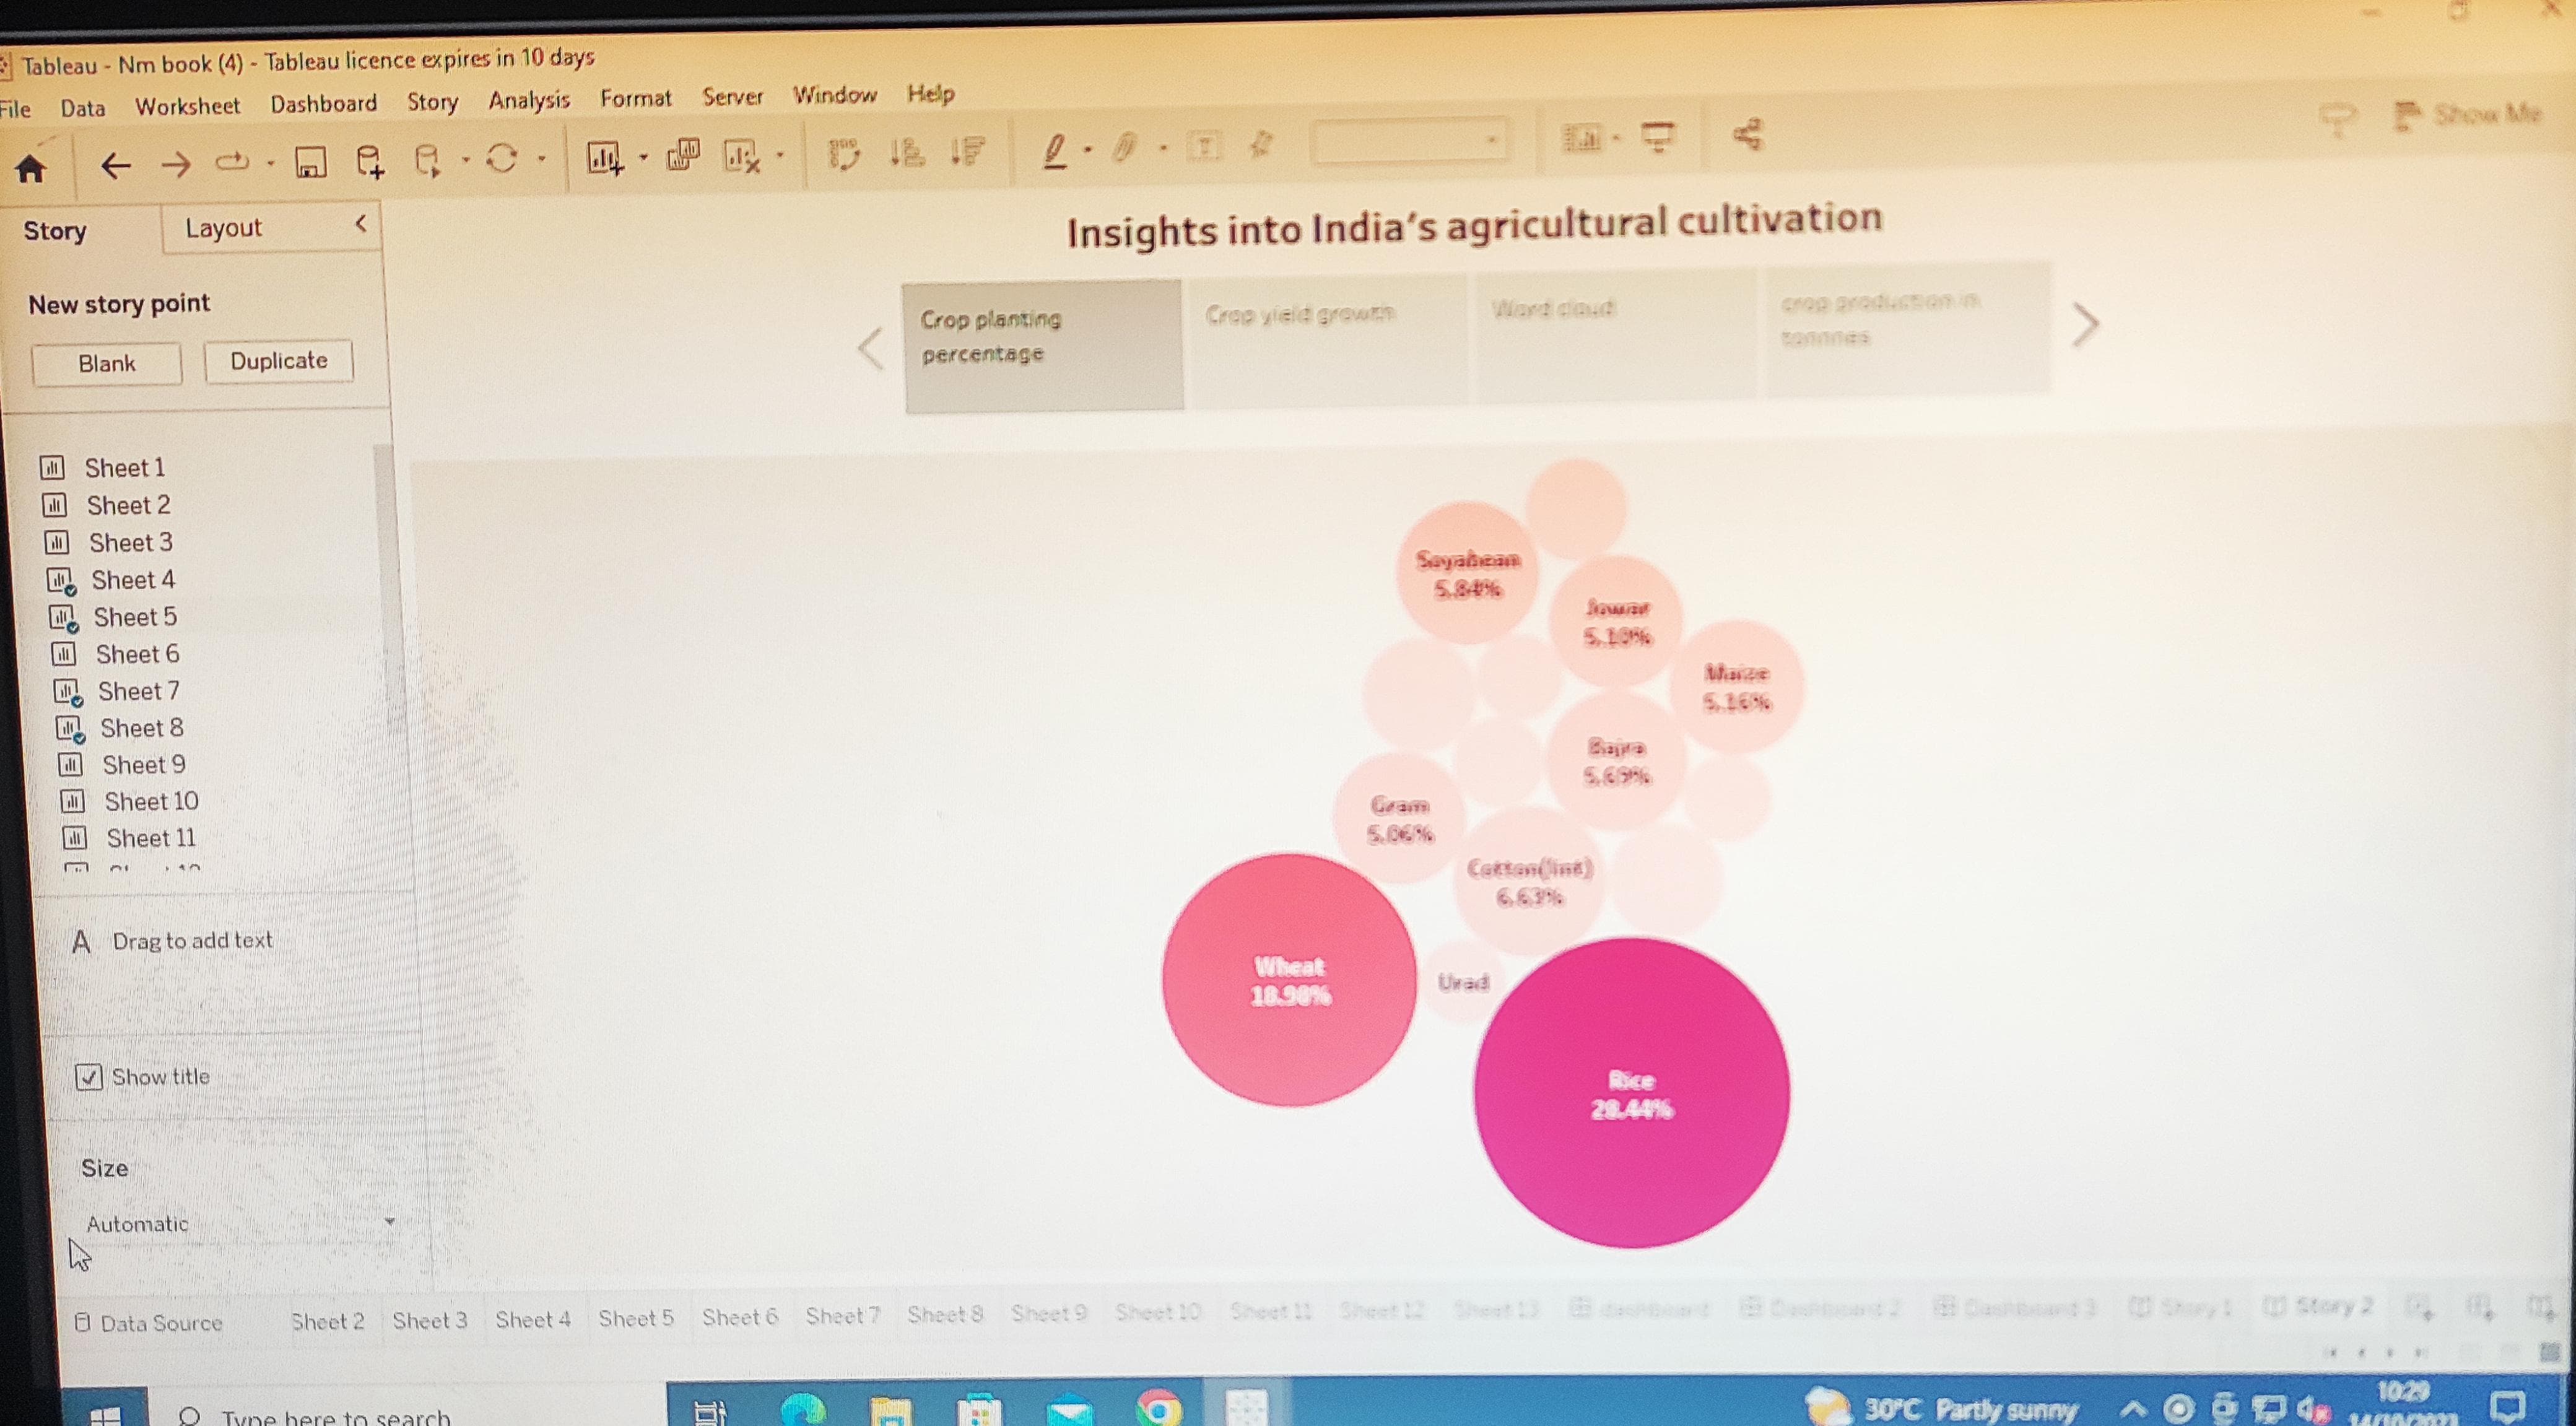 Tableau - Nm book (4) - Tableau licence expires in 10 days
File Data Worksheet Dashboard Story Analysis Format Server Window Help
Show Me
Story Layout
Insights into India's agricultural cultivation
New story point
Blank Duplicate
Crop planting
percentage
Crop yield growth
Word cloud
crop production in
tonnnes
Sheet 1
Sheet 2
Sheet 3
Sheet 4
Sheet 5
Sheet 6
Sheet 7
Sheet 8
Sheet 9
Sheet 10
Sheet 11
Soyabean
5.84%
Jowar
Maize
5.16%
Bajra
5.69%
Gram
5.06%
Cotton(lint)
6.63%
Wheat
Urad
Rice
28.44%
A Drag to add text
Show title
Size
Automatic
Data Source Sheet 2 Sheet 3 Sheet 4 Sheet 5 Sheet 6 Sheet 7 Sheet 8 Sheet 9 Sheet 10 Sheet 11 Sheet 12 Sheet 13 dashboard Dashboard 2 Dashboard 3 Story 1 Story 2
Type here to search
30°C Partly sunny
10:29